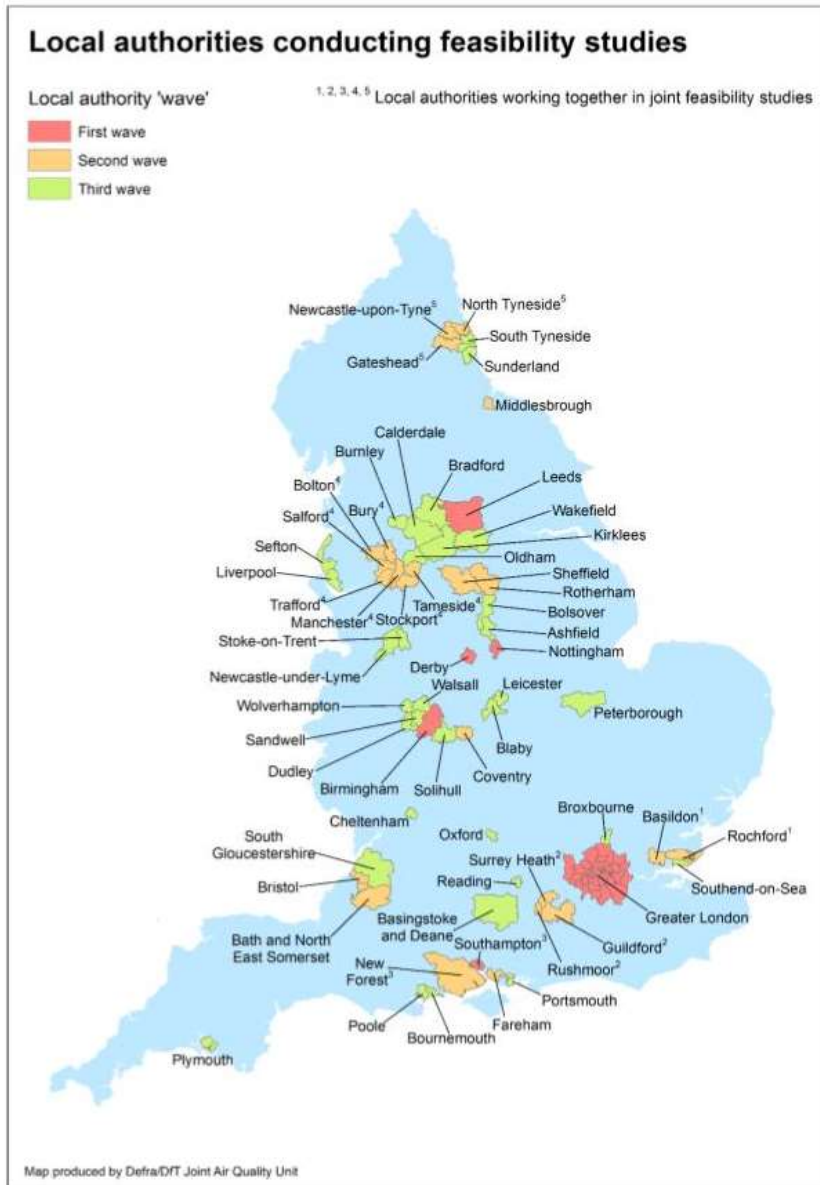 Local authorities conducting feasibility studies
Local authority 'wave'
1, 2, 3, 4, 5 Local authorities working together in joint feasibility studies
First wave
Second wave
Third wave
Newcastle-upon-Tyne5
North Tyneside5
South Tyneside
Gateshead5
Sunderland
Middlesbrough
Calderdale
Burnley
Bradford
Leeds
Bolton4
Bury4
Salford4
Wakefield
Kirklees
Sefton
Oldham
Liverpool
Sheffield
Rotherham
Trafford4
Tameside4
Bolsover
Manchester4
Stockport4
Stoke-on-Trent
Ashfield
Derby
Nottingham
Newcastle-under-Lyme
Walsall
Leicester
Wolverhampton
Peterborough
Sandwell
Blaby
Dudley
Coventry
Birmingham
Solihull
Cheltenham
Oxford
Broxbourne
Basildon1
Rochford1
South
Gloucestershire
Surrey Heath2
Bristol
Reading
Southend-on-Sea
Greater London
Basingstoke
and Deane
Guildford2
Bath and North
East Somerset
Southampton3
Rushmoor2
New
Forest3
Portsmouth
Fareham
Poole
Bournemouth
Plymouth
Map produced by Defra/DfT Joint Air Quality Unit